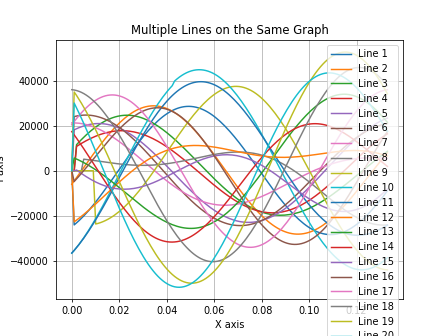 Multiple Lines on the Same Graph
40000
20000
0
−20000
−40000
0.00
0.02
0.04
0.06
0.08
0.10
X axis
Line 1
Line 2
Line 3
Line 4
Line 5
Line 6
Line 7
Line 8
Line 9
Line 10
Line 11
Line 12
Line 13
Line 14
Line 15
Line 16
Line 17
Line 18
Line 19
Line 20